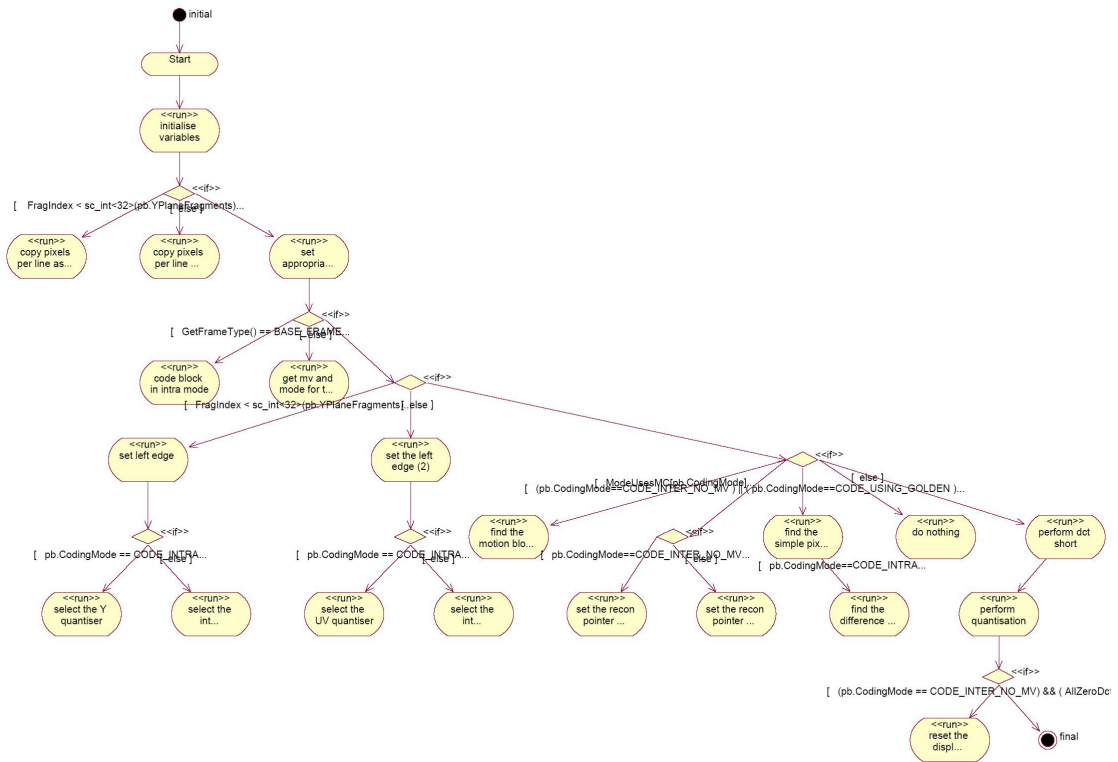 initial
Start
<<run>>
initialise
variables
<<if>>
[ FragIndex < sc_int<32>(pb.YPlaneFragments)...
[ else ]
<<run>>
copy pixels
per line as...
<<run>>
copy pixels
per line ...
<<run>>
set
appropria...
<<if>>
[ GetFrameType() == BASE_FRAME...
[ else ]
<<run>>
code block
in intra mode
<<run>>
get mv and
mode for t...
<<if>>
[ FragIndex < sc_int<32>(pb.YPlaneFragments)...
[ else ]
<<run>>
set left edge
<<run>>
set the left
edge (2)
<<if>>
[ ModeUsesMC[pb.CodingMode]
[ else ]
[ (pb.CodingMode==CODE_INTER_NO_MV ) || ( pb.CodingMode==CODE_USING_GOLDEN )...
<<run>>
find the
motion blo...
<<run>>
find the
simple pix...
<<run>>
do nothing
<<run>>
perform dct
short
<<if>>
[ pb.CodingMode == CODE_INTRA...
[ else ]
<<if>>
[ pb.CodingMode == CODE_INTRA...
[ else ]
<<if>>
[ pb.CodingMode==CODE_INTER_NO_MV...
[ else ]
[ pb.CodingMode==CODE_INTRA...
<<run>>
select the Y
quantiser
<<run>>
select the
int...
<<run>>
select the
UV quantiser
<<run>>
select the
int...
<<run>>
set the recon
pointer ...
<<run>>
set the recon
pointer ...
<<run>>
find the
difference ...
<<run>>
perform
quantisation
<<if>>
[ (pb.CodingMode == CODE_INTER_NO_MV) && ( AllZeroDct
<<run>>
reset the
displ...
final